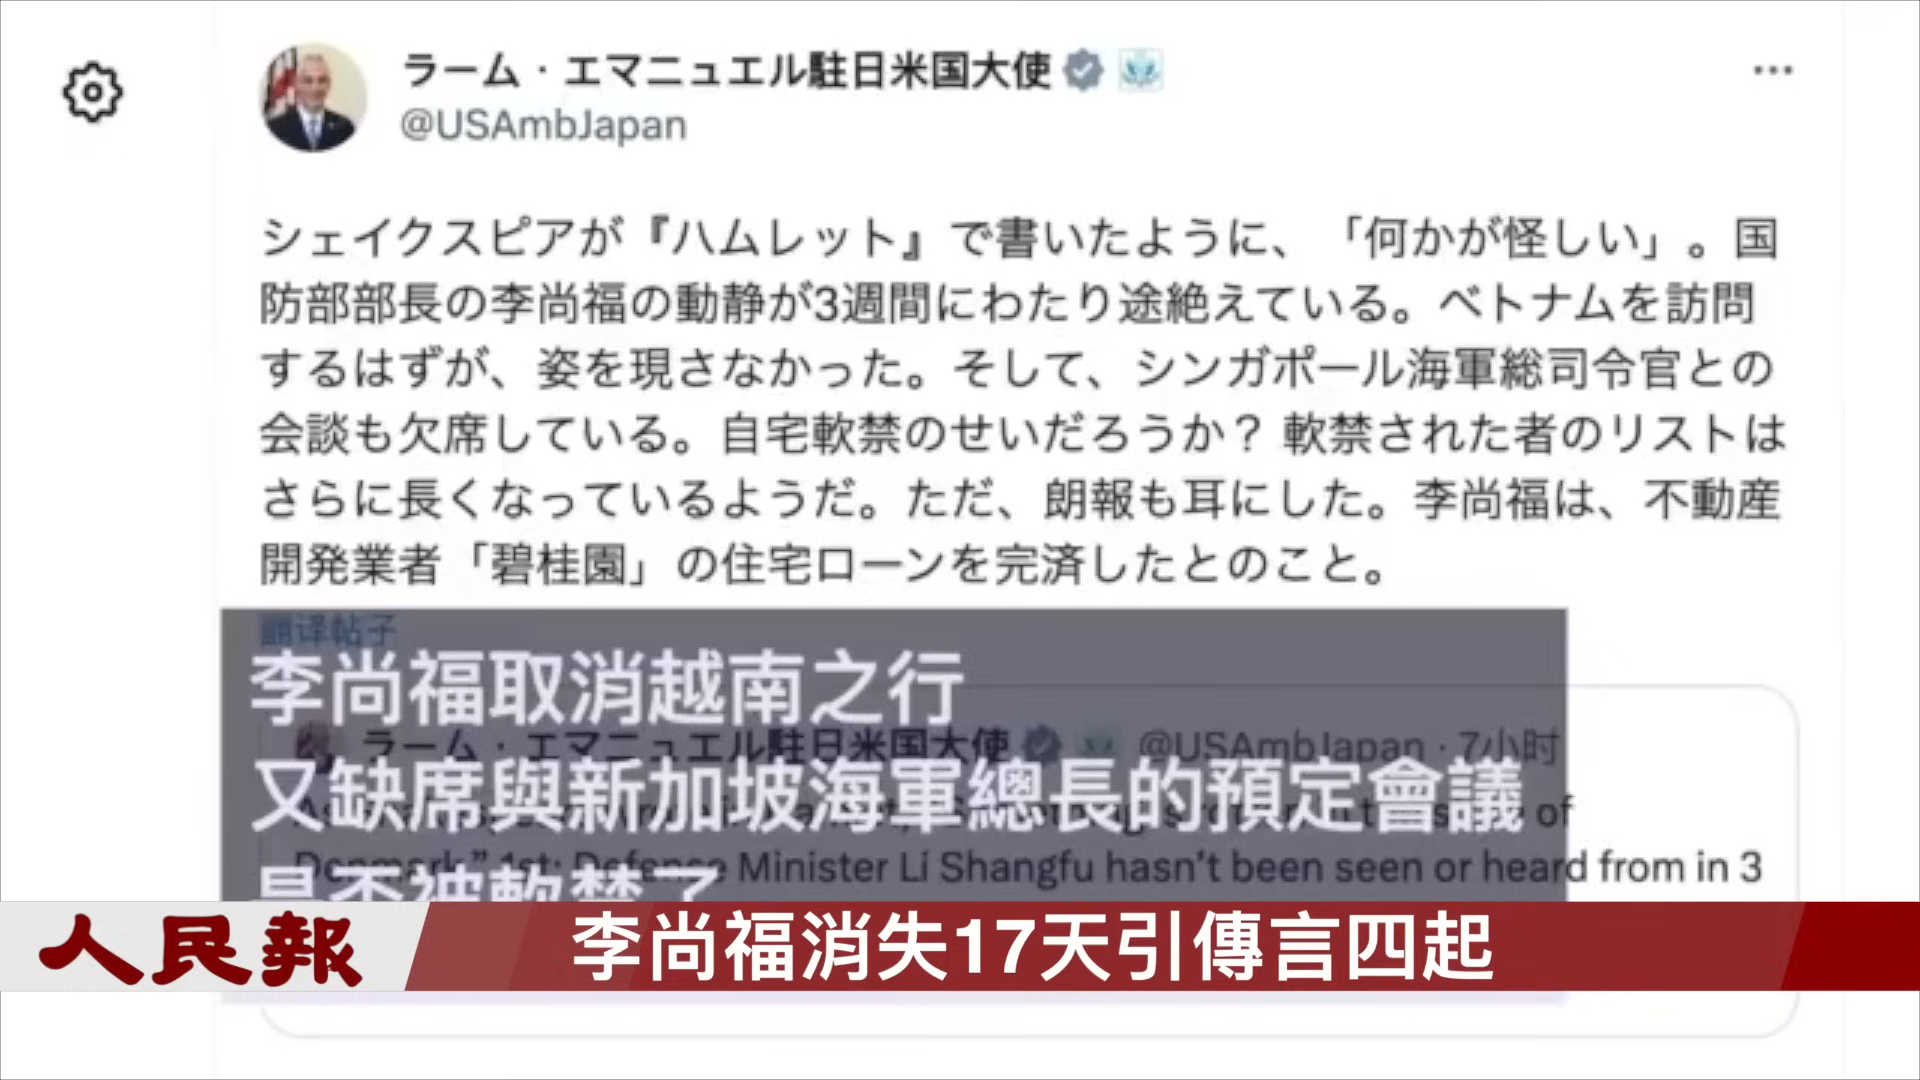 ラーム・エマニュエル駐日米国大使
@USAmbJapan
シェイクスピアが『ハムレット』で書いたように、「何かが怪しい」。国
防部部長の李尚福の動静が3週間にわたり途絶えている。ベトナムを訪問
するはずが、姿を現さなかった。そして、シンガポール海軍総司令官との
会談も欠席している。自宅軟禁のせいだろうか? 軟禁された者のリストは
さらに長くなっているようだ。ただ、朗報も耳にした。李尚福は、不動産
開発業者「碧桂園」の住宅ローンを完済したとのこと。
翻译帖子
李尚福取消越南之行
ラーム・エマニュエル駐日米国大使 @USAmbJapan · 7小时
又缺席與新加坡海軍總長的預定會議
of
Denmark." 1st: Defense Minister Li Shangfu hasn't been seen or heard from in 3
是否被軟禁了
人民報
李尚福消失17天引傳言四起